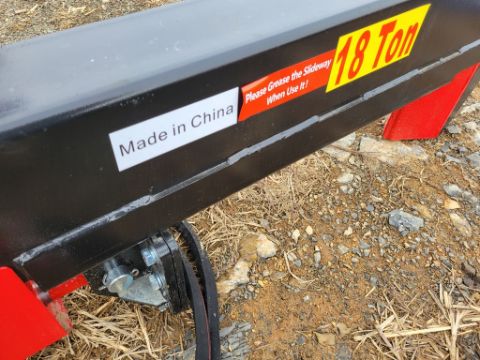 Made in China
Please Grease the Slideway
When Use It!
18 Ton